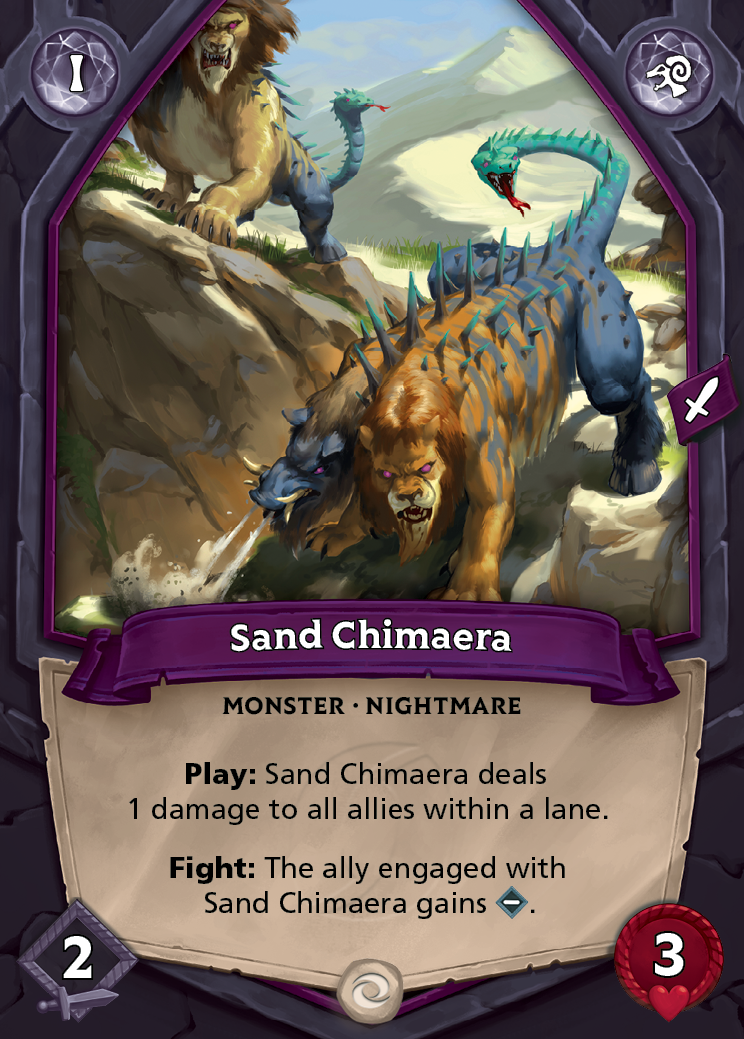 I
Sand Chimaera
MONSTER · NIGHTMARE
Play: Sand Chimaera deals
1 damage to all allies within a lane.
Fight: The ally engaged with
Sand Chimaera gains .
2
3